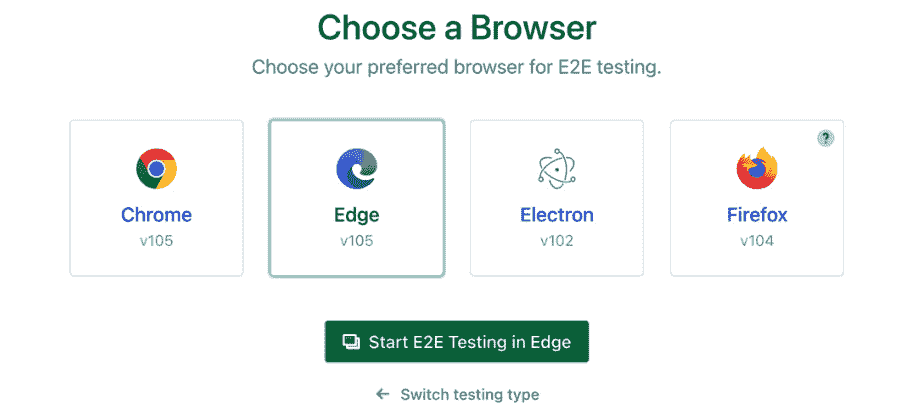 Choose a Browser
Choose your preferred browser for E2E testing.
?
Chrome
Edge
Electron
Firefox
v105
v105
v102
v104
Start E2E Testing in Edge
← Switch testing type